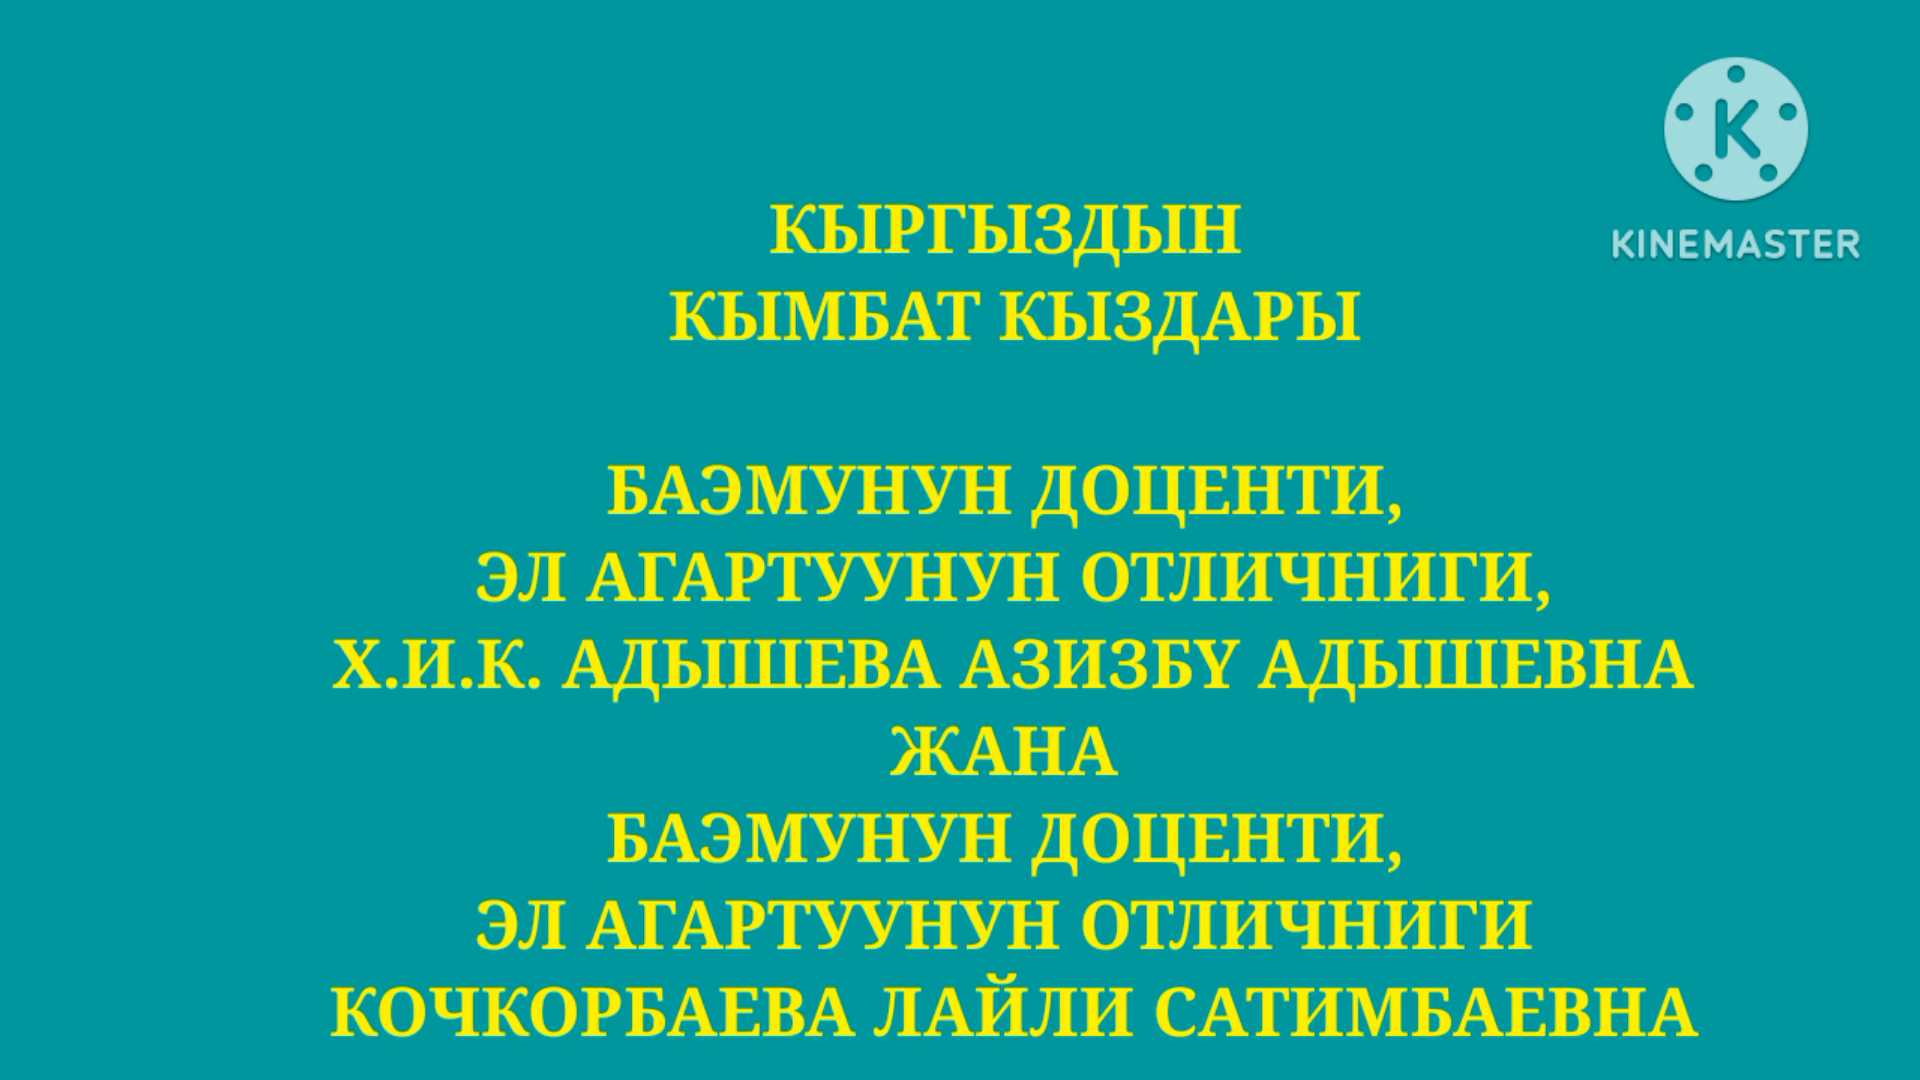 KINEMASTER
КЫРГЫЗДЫН
КЫМБАТ КЫЗДАРЫ
БАЭМУНУН ДОЦЕНТИ,
ЭЛ АГАРТУУНУН ОТЛИЧНИГИ,
Х.И.К. АДЫШЕВА АЗИЗБҮ АДЫШЕВНА
ЖАНА
БАЭМУНУН ДОЦЕНТИ,
ЭЛ АГАРТУУНУН ОТЛИЧНИГИ
КОЧКОРБАЕВА ЛАЙЛИ САТИМБАЕВНА